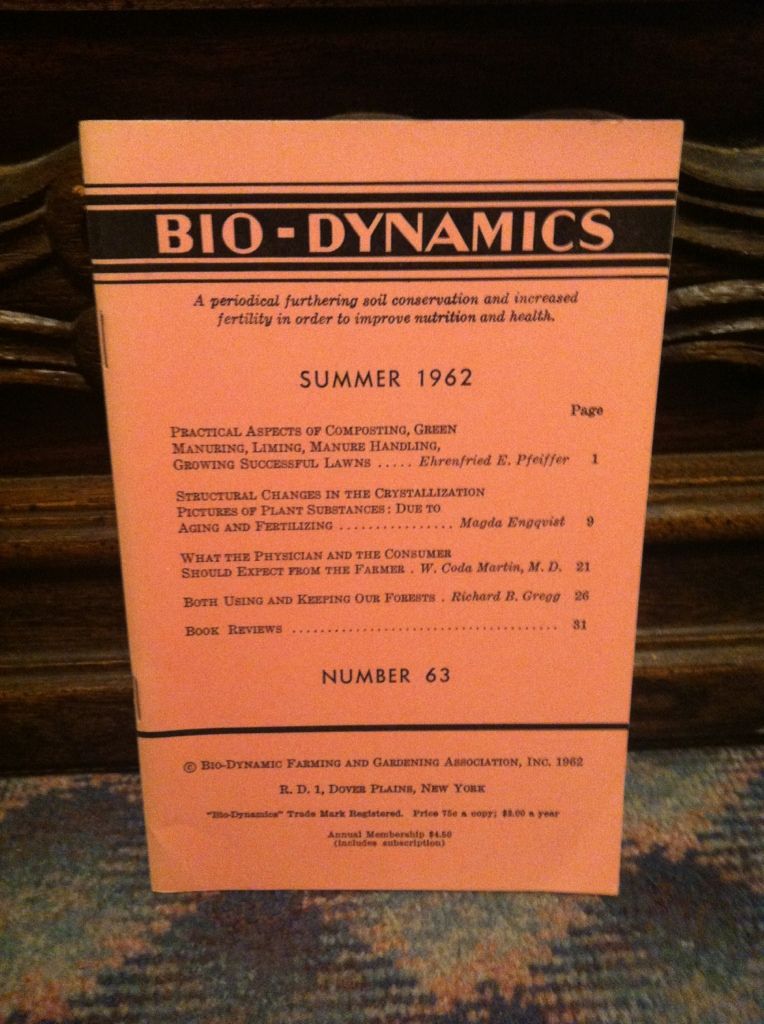 BIO-DYNAMICS
A periodical furthering soil conservation and increased
fertility in order to improve nutrition and health.
SUMMER 1962
Page
PRACTICAL ASPECTS OF COMPOSTING, GREEN
MANURING, LIMING, MANURE HANDLING,
GROWING SUCCESSFUL LAWNS ..... Ehrenfried E. Pfeiffer 1
STRUCTURAL CHANGES IN THE CRYSTALLIZATION
PICTURES OF PLANT SUBSTANCES: DUE TO
AGING AND FERTILIZING ................ Magda Engqvist 9
WHAT THE PHYSICIAN AND THE CONSUMER
SHOULD EXPECT FROM THE FARMER . W. Coda Martin, M. D. 21
BOTH USING AND KEEPING OUR FORESTS . Richard B. Gregg 26
BOOK REVIEWS ..................................... 31
NUMBER 63
© BIO-DYNAMIC FARMING AND GARDENING ASSOCIATION, INC. 1962
R. D. 1, DOVER PLAINS, NEW YORK
"Bio-Dynamics" Trade Mark Registered. Price 75c a copy; $3.00 a year
Annual Membership $4.50
(includes subscription)